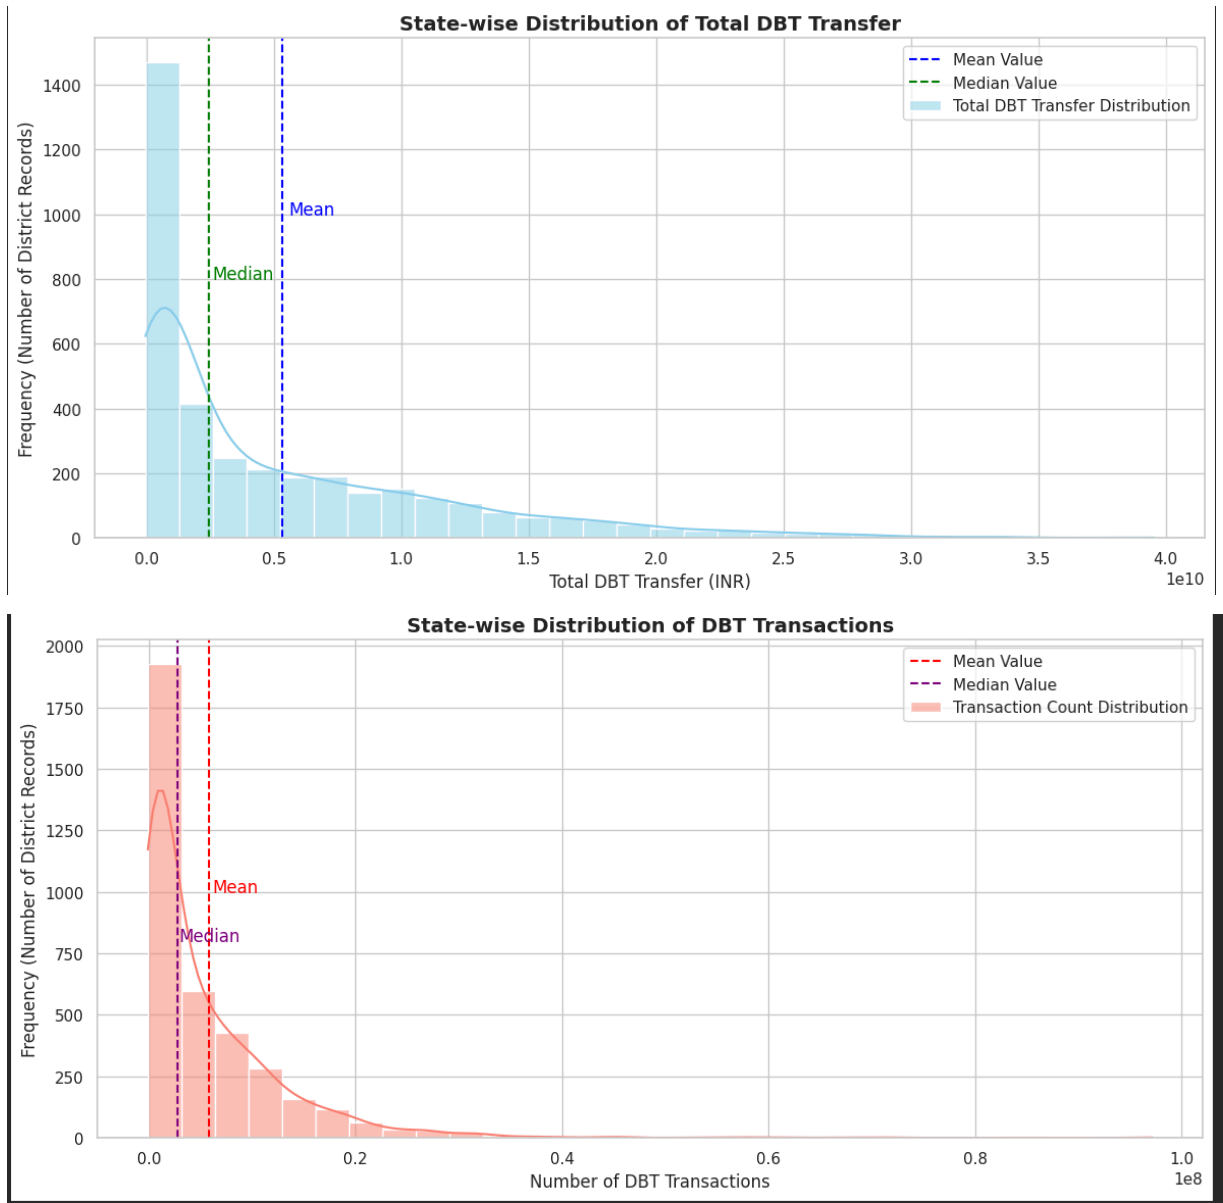 State-wise Distribution of Total DBT Transfer
Mean Value
Median Value
Total DBT Transfer Distribution
Frequency (Number of District Records)
1400
1200
1000
800
600
400
200
0
Mean
Median
0.0 0.5 1.0 1.5 2.0 2.5 3.0 3.5 4.0
1e10
Total DBT Transfer (INR)
State-wise Distribution of DBT Transactions
Mean Value
Median Value
Transaction Count Distribution
Frequency (Number of District Records)
2000
1750
1500
1250
1000
750
500
250
0
Mean
Median
0.0 0.2 0.4 0.6 0.8 1.0
1e8
Number of DBT Transactions